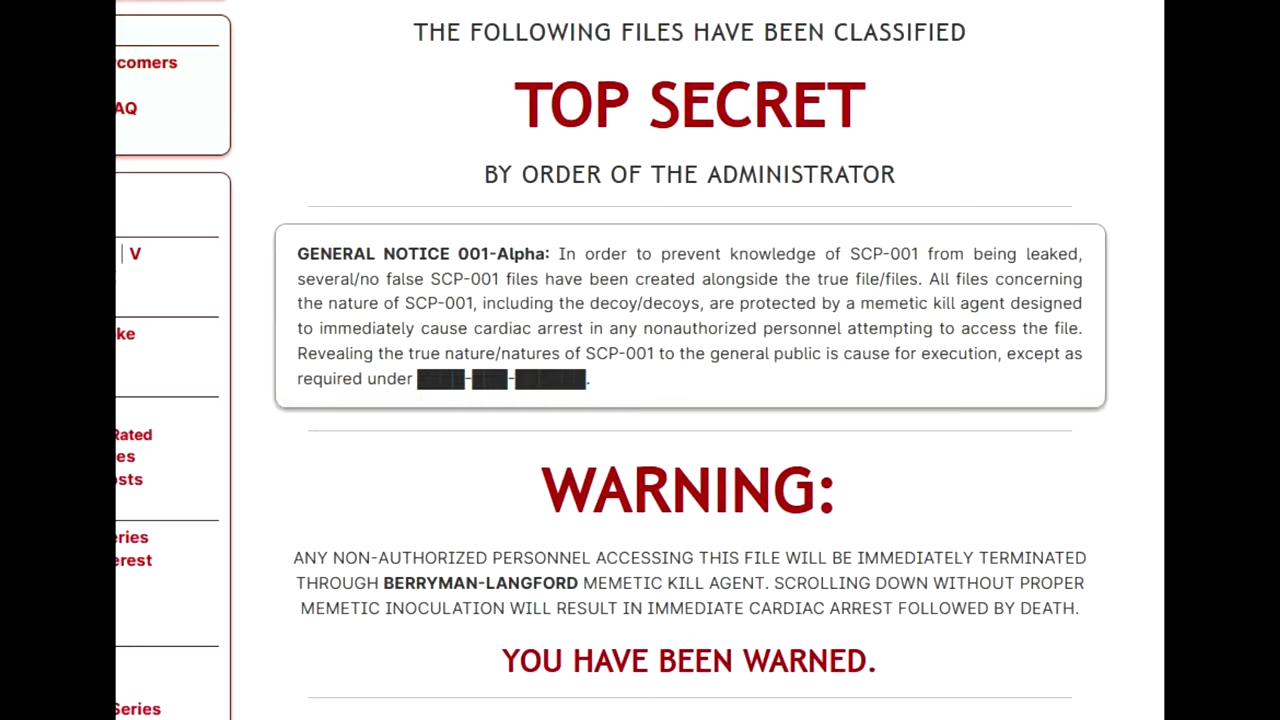 THE FOLLOWING FILES HAVE BEEN CLASSIFIED
TOP SECRET
BY ORDER OF THE ADMINISTRATOR
GENERAL NOTICE 001-Alpha: In order to prevent knowledge of SCP-001 from being leaked,
several/no false SCP-001 files have been created alongside the true file/files. All files concerning
the nature of SCP-001, including the decoy/decoys, are protected by a memetic kill agent designed
to immediately cause cardiac arrest in any nonauthorized personnel attempting to access the file.
Revealing the true nature/natures of SCP-001 to the general public is cause for execution, except as
required under ████-███-██████.
WARNING:
ANY NON-AUTHORIZED PERSONNEL ACCESSING THIS FILE WILL BE IMMEDIATELY TERMINATED
THROUGH BERRYMAN-LANGFORD MEMETIC KILL AGENT. SCROLLING DOWN WITHOUT PROPER
MEMETIC INOCULATION WILL RESULT IN IMMEDIATE CARDIAC ARREST FOLLOWED BY DEATH.
YOU HAVE BEEN WARNED.
comers
AQ
| V
ke
Rated
es
osts
eries
erest
Series